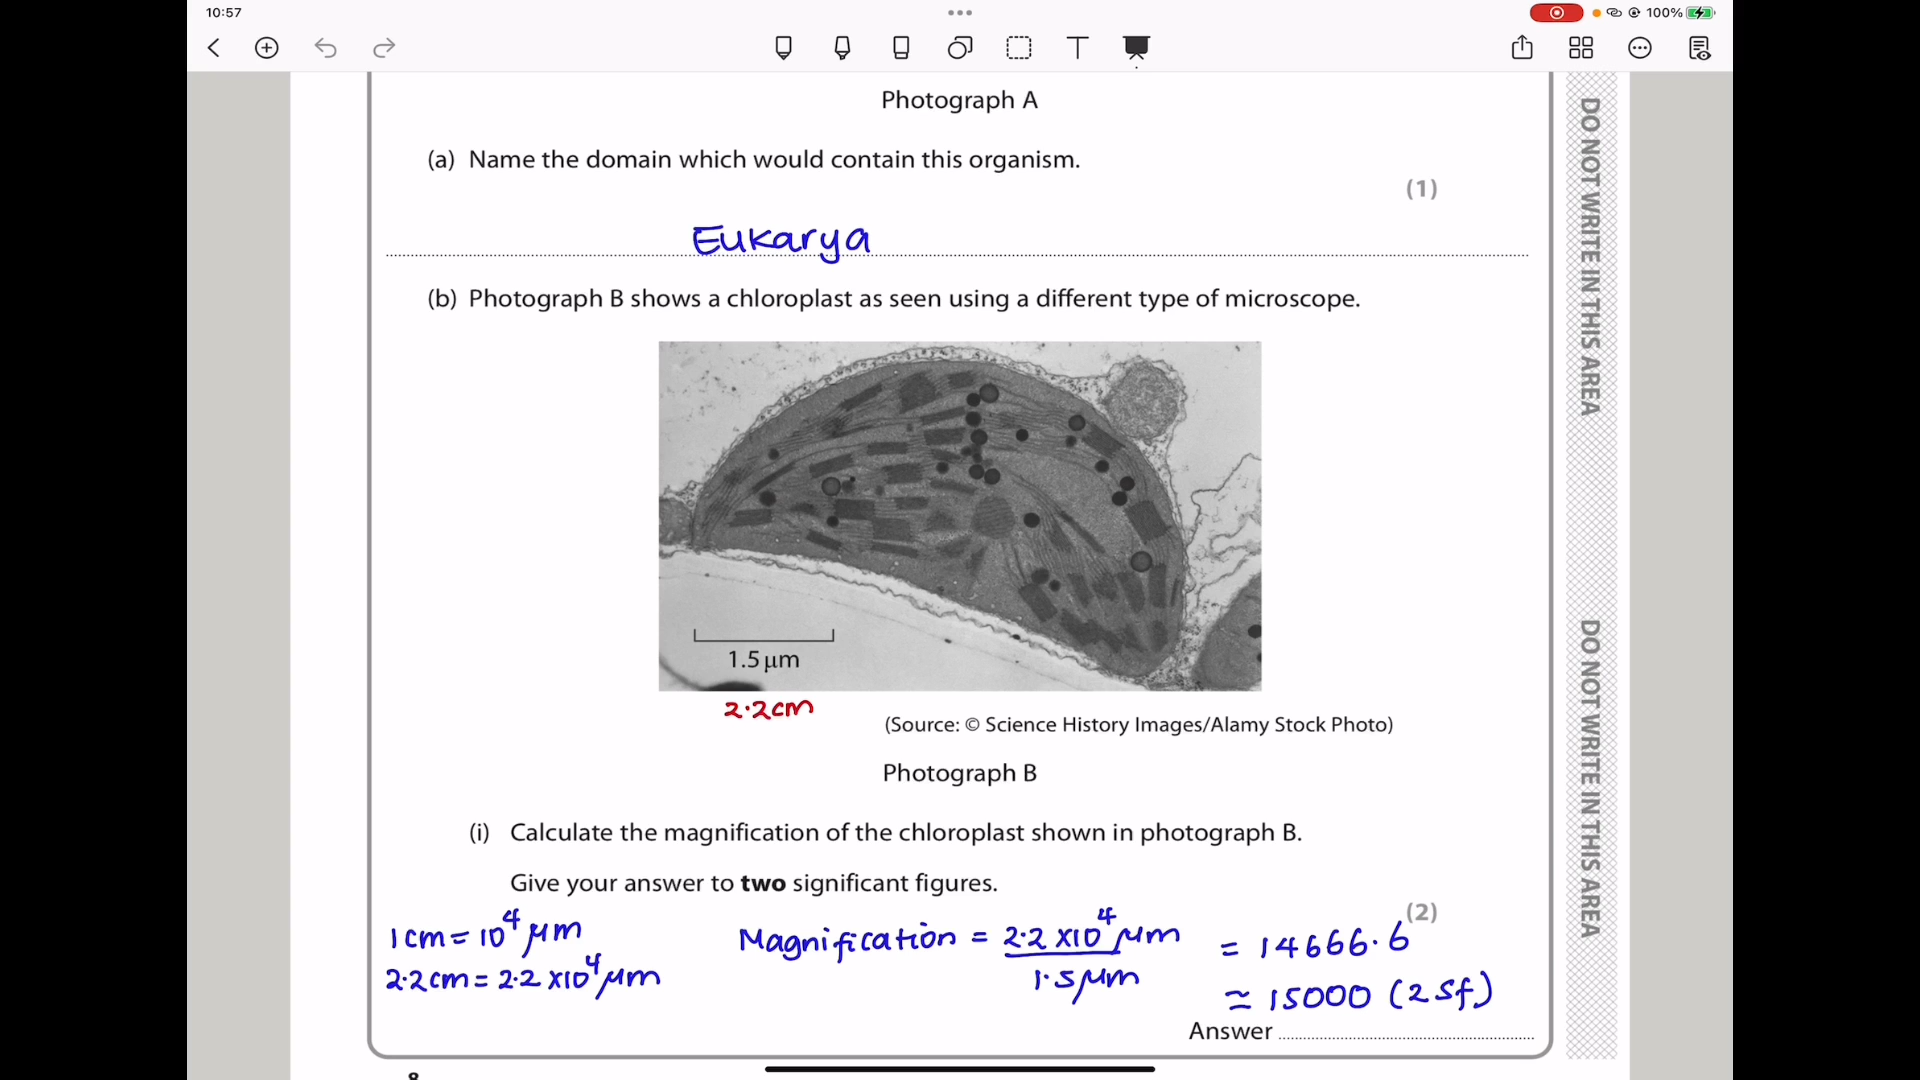 10:57
100%
Photograph A
(a) Name the domain which would contain this organism.
(1)
Eukarya
(b) Photograph B shows a chloroplast as seen using a different type of microscope.
1.5 μm
2.2cm
(Source: © Science History Images/Alamy Stock Photo)
Photograph B
(i) Calculate the magnification of the chloroplast shown in photograph B.
Give your answer to two significant figures.
(2)
1cm = 10⁴ μm
2.2cm = 2.2 x10⁴ μm
Magnification = 2.2 x10⁴ μm
1.5μm
= 14666.6
≃ 15000 (2 sf)
Answer
8
DO NOT WRITE IN THIS AREA
DO NOT WRITE IN THIS AREA